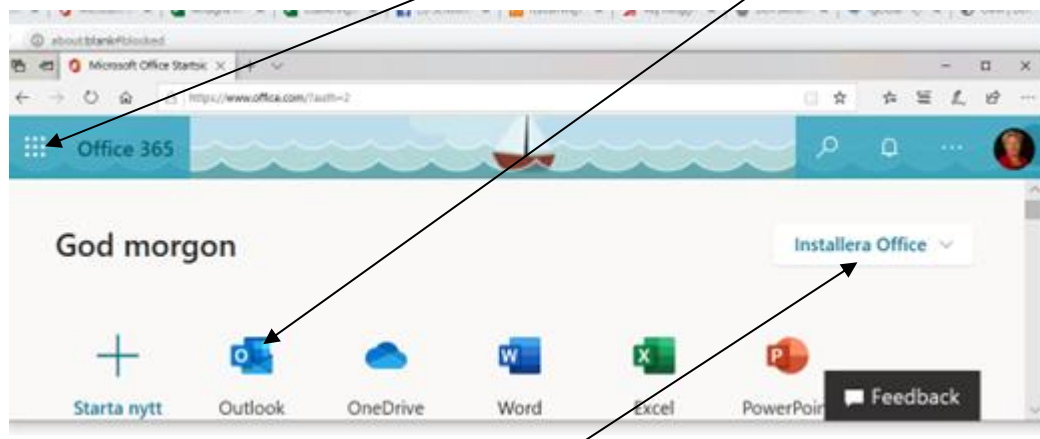 about:blank#blocked
Microsoft Office Startsic
https://www.office.com/?auth=2
Office 365
God morgon
Installera Office
Starta nytt
Outlook
OneDrive
Word
Excel
PowerPoin
Feedback